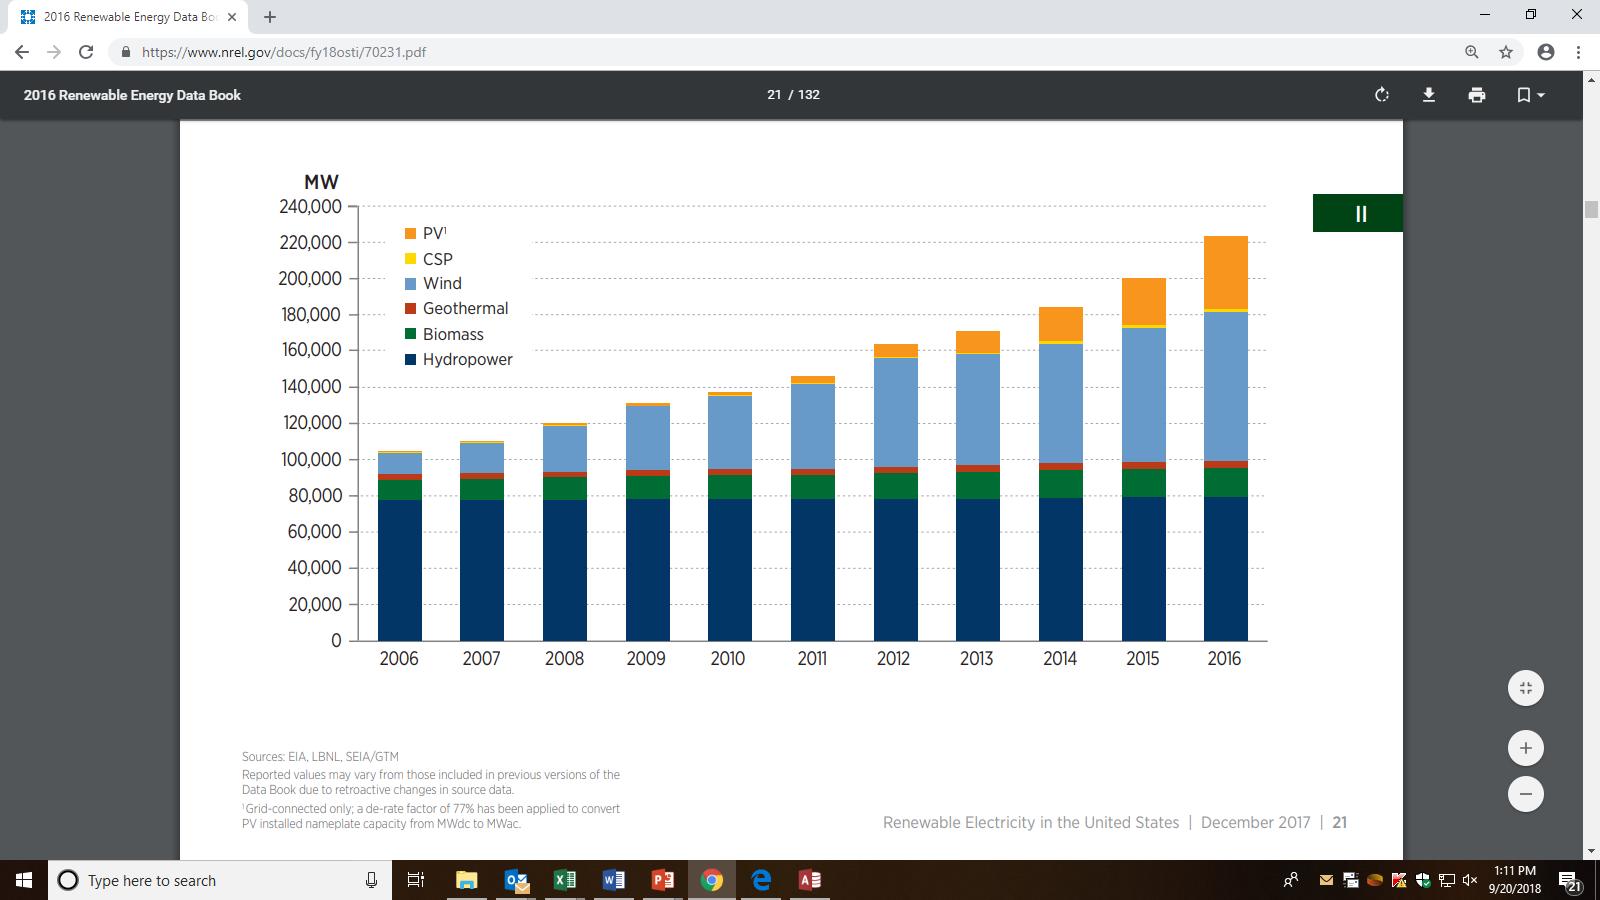 2016 Renewable Energy Data Bo
https://www.nrel.gov/docs/fy18osti/70231.pdf
2016 Renewable Energy Data Book
21 / 132
MW
240,000
220,000
200,000
180,000
160,000
140,000
120,000
100,000
80,000
60,000
40,000
20,000
0
PV¹
CSP
Wind
Geothermal
Biomass
Hydropower
II
2006 2007 2008 2009 2010 2011 2012 2013 2014 2015 2016
Sources: EIA, LBNL, SEIA/GTM
Reported values may vary from those included in previous versions of the
Data Book due to retroactive changes in source data.
¹Grid-connected only; a de-rate factor of 77% has been applied to convert
PV installed nameplate capacity from MWdc to MWac.
Renewable Electricity in the United States | December 2017 | 21
Type here to search
1:11 PM
9/20/2018
21